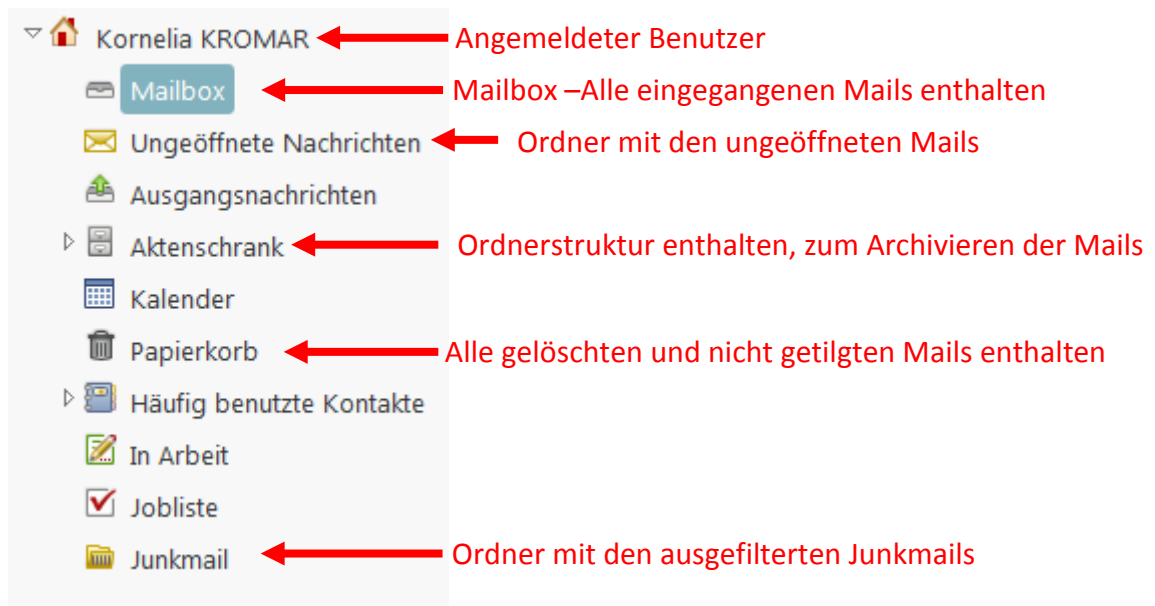 Kornelia KROMAR Angemeldeter Benutzer
Mailbox Mailbox –Alle eingegangenen Mails enthalten
Ungeöffnete Nachrichten Ordner mit den ungeöffneten Mails
Ausgangsnachrichten
Aktenschrank Ordnerstruktur enthalten, zum Archivieren der Mails
Kalender
Papierkorb Alle gelöschten und nicht getilgten Mails enthalten
Häufig benutzte Kontakte
In Arbeit
Jobliste
Junkmail Ordner mit den ausgefilterten Junkmails